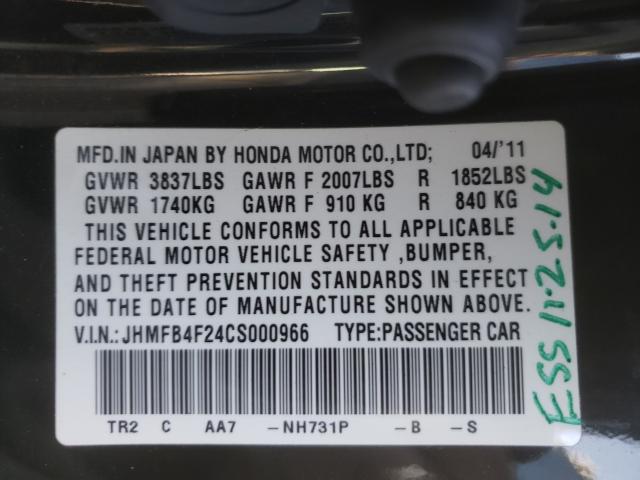 MFD.IN JAPAN BY HONDA MOTOR CO.,LTD; 04/'11
GVWR 3837LBS GAWR F 2007LBS R 1852LBS
GVWR 1740KG GAWR F 910 KG R 840 KG
THIS VEHICLE CONFORMS TO ALL APPLICABLE
FEDERAL MOTOR VEHICLE SAFETY ,BUMPER,
AND THEFT PREVENTION STANDARDS IN EFFECT
ON THE DATE OF MANUFACTURE SHOWN ABOVE.
V.I.N.:JHMFB4F24CS000966 TYPE:PASSENGER CAR
TR2 C AA7 -NH731P -B -S
ESS 11-25-14